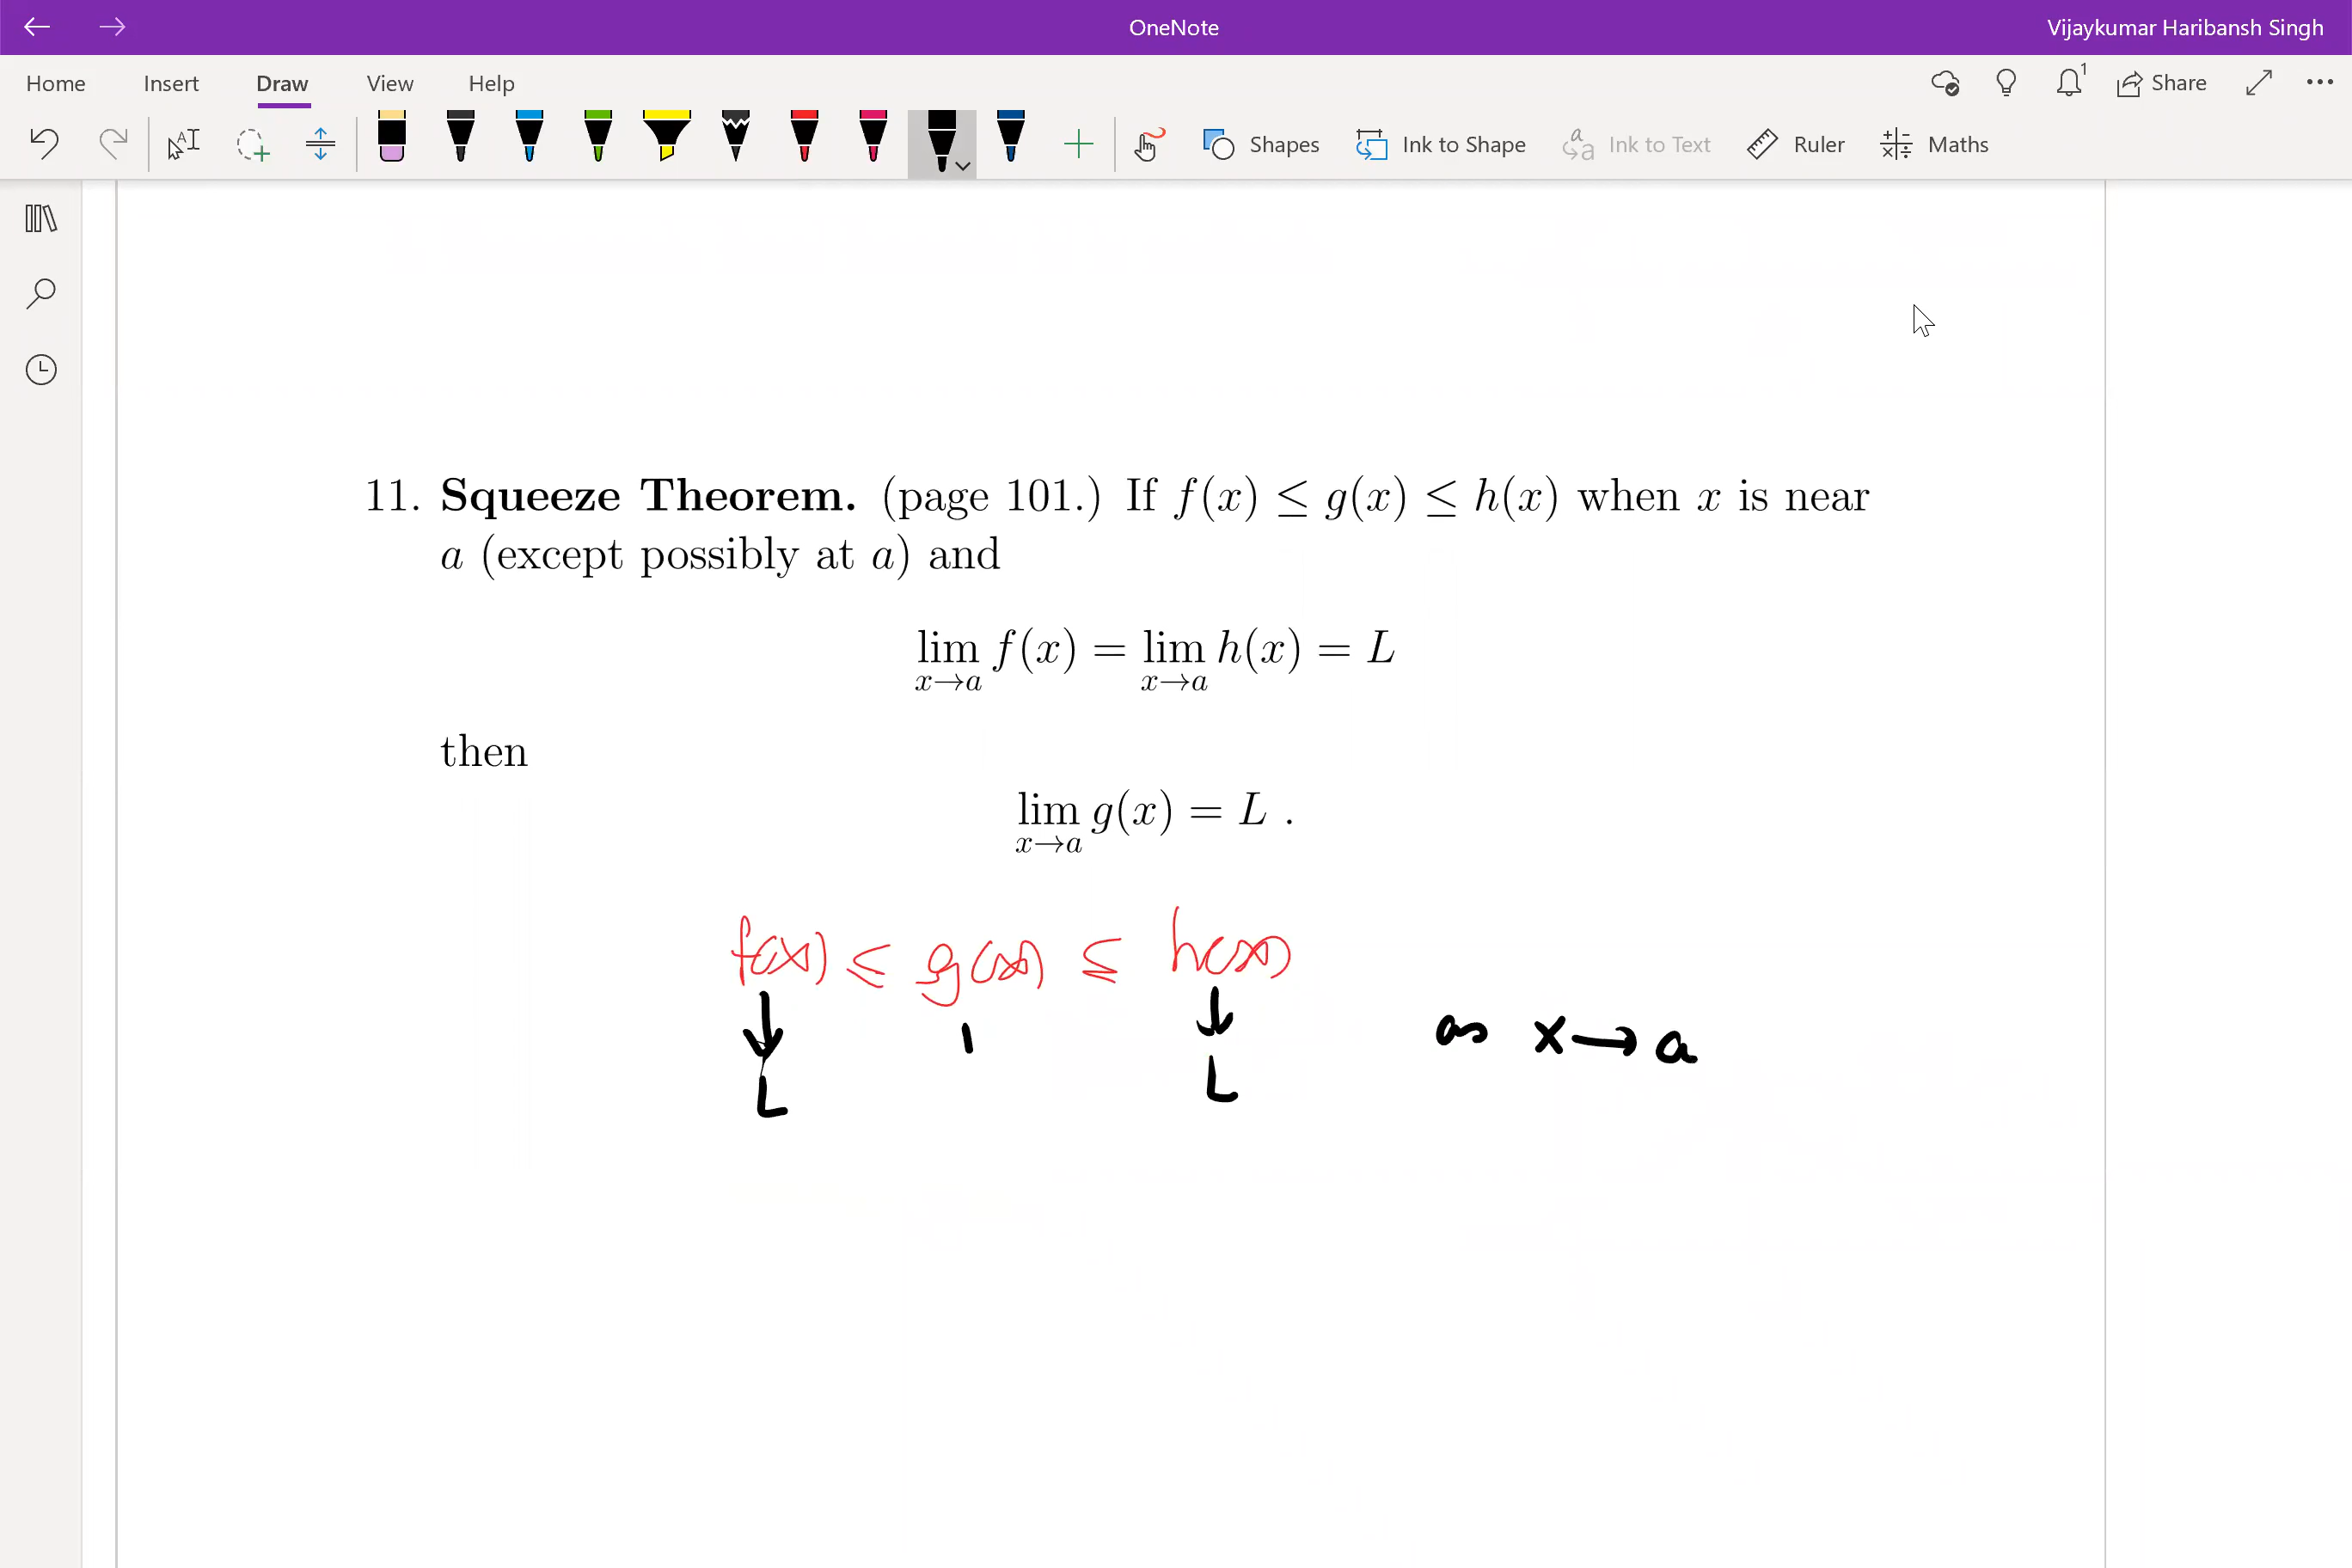 OneNote
Vijaykumar Haribansh Singh
Home Insert Draw View Help
1 Share
Shapes Ink to Shape Ink to Text Ruler Maths
11. Squeeze Theorem. (page 101.) If f(x) ≤ g(x) ≤ h(x) when x is near
a (except possibly at a) and
lim x→a f(x) = lim x→a h(x) = L
then
lim x→a g(x) = L .
f(x) ≤ g(x) ≤ h(x)
↓ ↓ as x→a
L L